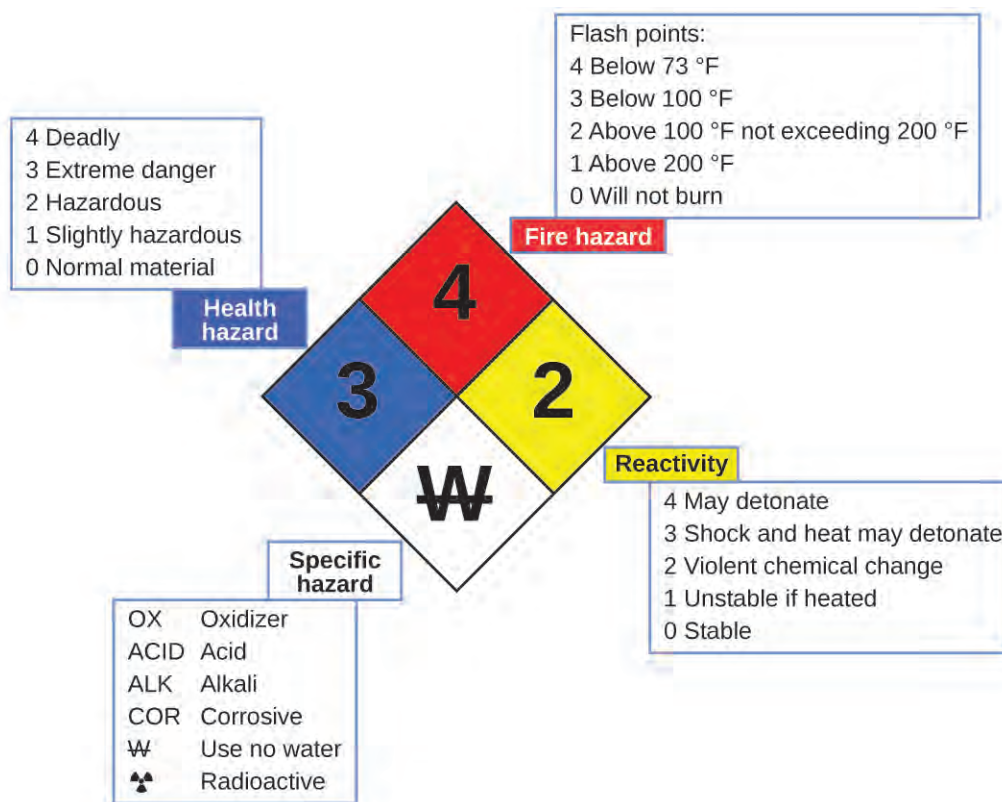 Flash points:
4 Below 73 °F
3 Below 100 °F
2 Above 100 °F not exceeding 200 °F
1 Above 200 °F
0 Will not burn
Fire hazard
4 Deadly
3 Extreme danger
2 Hazardous
1 Slightly hazardous
0 Normal material
Health
hazard
4
3
2
W
Reactivity
4 May detonate
3 Shock and heat may detonate
2 Violent chemical change
1 Unstable if heated
0 Stable
Specific
hazard
OX Oxidizer
ACID Acid
ALK Alkali
COR Corrosive
W Use no water
☢ Radioactive